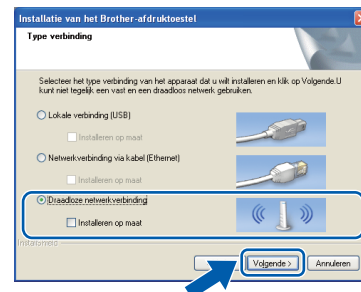 Installatie van het Brother-afdruktoestel
Type verbinding
Selecteer het type verbinding van het apparaat dat u wilt installeren en klik op Volgende.U
kunt niet tegelijk een vast en een draadloos netwerk gebruiken.
Lokale verbinding (USB)
Installeren op maat
Netwerkverbinding via kabel (Ethernet)
Installeren op maat
Draadloze netwerkverbinding
Installeren op maat
InstallShield
Volgende >
Annuleren